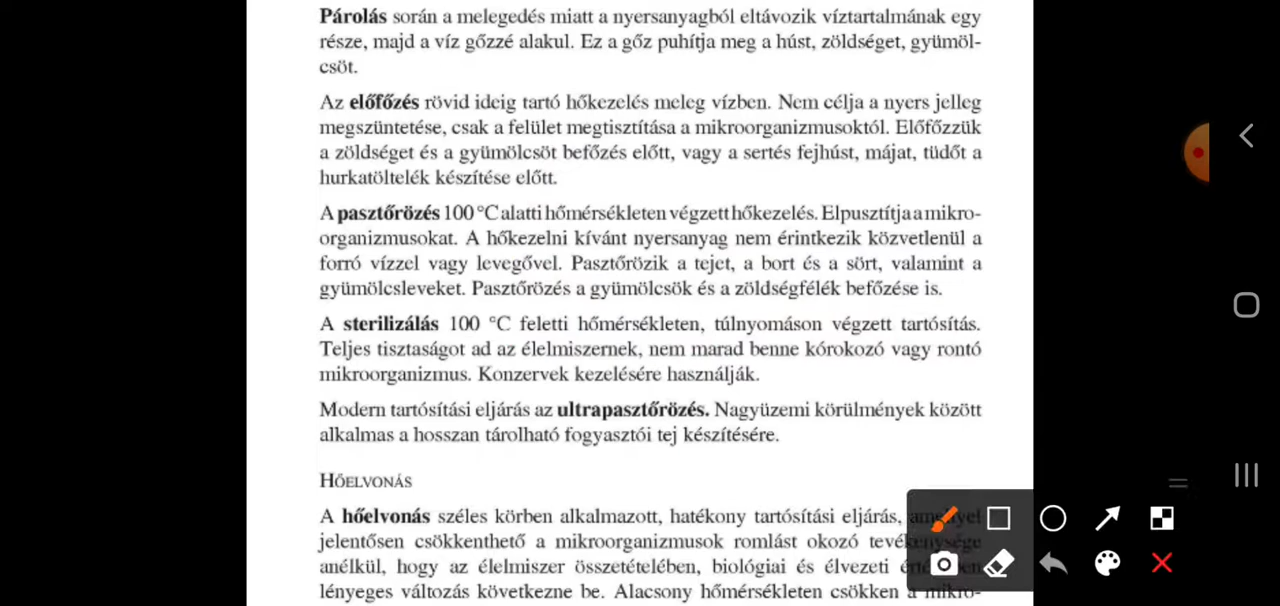 Párolás során a melegedés miatt a nyersanyagból eltávozik víztartalmának egy
része, majd a víz gőzzé alakul. Ez a gőz puhítja meg a húst, zöldséget, gyümöl-
csöt.
Az előfőzés rövid ideig tartó hőkezelés meleg vízben. Nem célja a nyers jelleg
megszüntetése, csak a felület megtisztítása a mikroorganizmusoktól. Előfőzzük
a zöldséget és a gyümölcsöt befőzés előtt, vagy a sertés fejhúst, májat, tüdőt a
hurkatöltelék készítése előtt.
A pasztőrözés 100 °C alatti hőmérsékleten végzett hőkezelés. Elpusztítja a mikro-
organizmusokat. A hőkezelni kívánt nyersanyag nem érintkezik közvetlenül a
forró vízzel vagy levegővel. Pasztőrözik a tejet, a bort és a sört, valamint a
gyümölcsleveket. Pasztőrözés a gyümölcsök és a zöldségfélék befőzése is.
A sterilizálás 100 °C feletti hőmérsékleten, túlnyomáson végzett tartósítás.
Teljes tisztaságot ad az élelmiszernek, nem marad benne kórokozó vagy rontó
mikroorganizmus. Konzervek kezelésére használják.
Modern tartósítási eljárás az ultrapasztőrözés. Nagyüzemi körülmények között
alkalmas a hosszan tárolható fogyasztói tej készítésére.
HŐELVONÁS
A hőelvonás széles körben alkalmazott, hatékony tartósítási eljárás, amellyel
jelentősen csökkenthető a mikroorganizmusok romlást okozó tevékenysége
anélkül, hogy az élelmiszer összetételében, biológiai és élvezeti
lényeges változás következne be. Alacsony hőmérsékleten csökken a mikro-